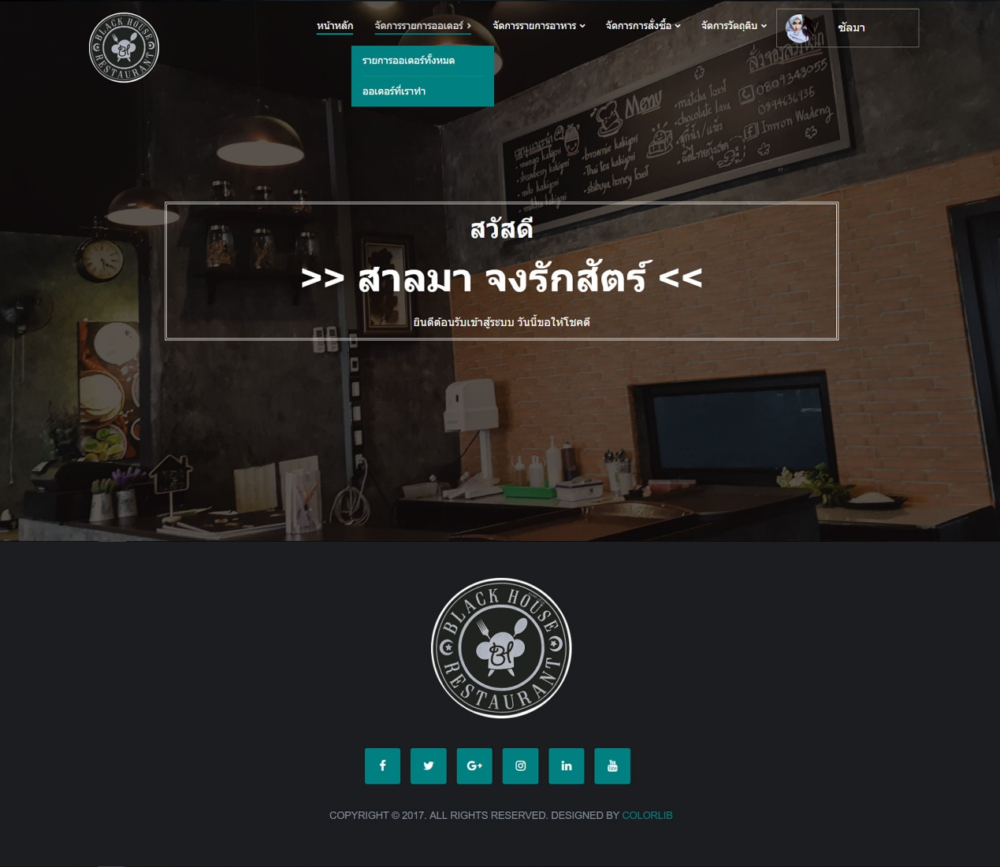 BLACK HOUSE
Bl
RESTAURANT
หน้าหลัก
จัดการรายการออเดอร์
จัดการรายการอาหาร
จัดการการสั่งซื้อ
จัดการวัตถุดิบ
ซัลมา
รายการออเดอร์ทั้งหมด
ออเดอร์ที่เราทำ
Menu
0809343055
0894636935
Imron Wadeng
• matcha toast
• chocolate lava
• mango kakigori
• strawberry kakigori
• milo kakigori
• matcha kakigori
• brownie kakigori
• Thai tea kakigori
• shibuya honey toast
สวัสดี
>> สาลมา จงรักสัตร์ <<
ยินดีต้อนรับเข้าสู้ระบบ วันนี้ขอให้โชคดี
BLACK HOUSE
Bl
RESTAURANT
COPYRIGHT © 2017. ALL RIGHTS RESERVED. DESIGNED BY COLORLIB